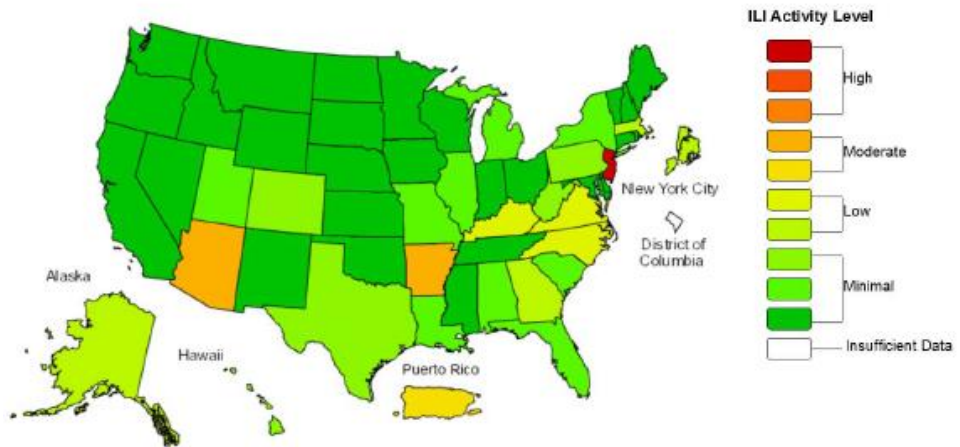 ILI Activity Level
High
Moderate
Low
Minimal
Insufficient Data
New York City
District of
Columbia
Alaska
Hawaii
Puerto Rico